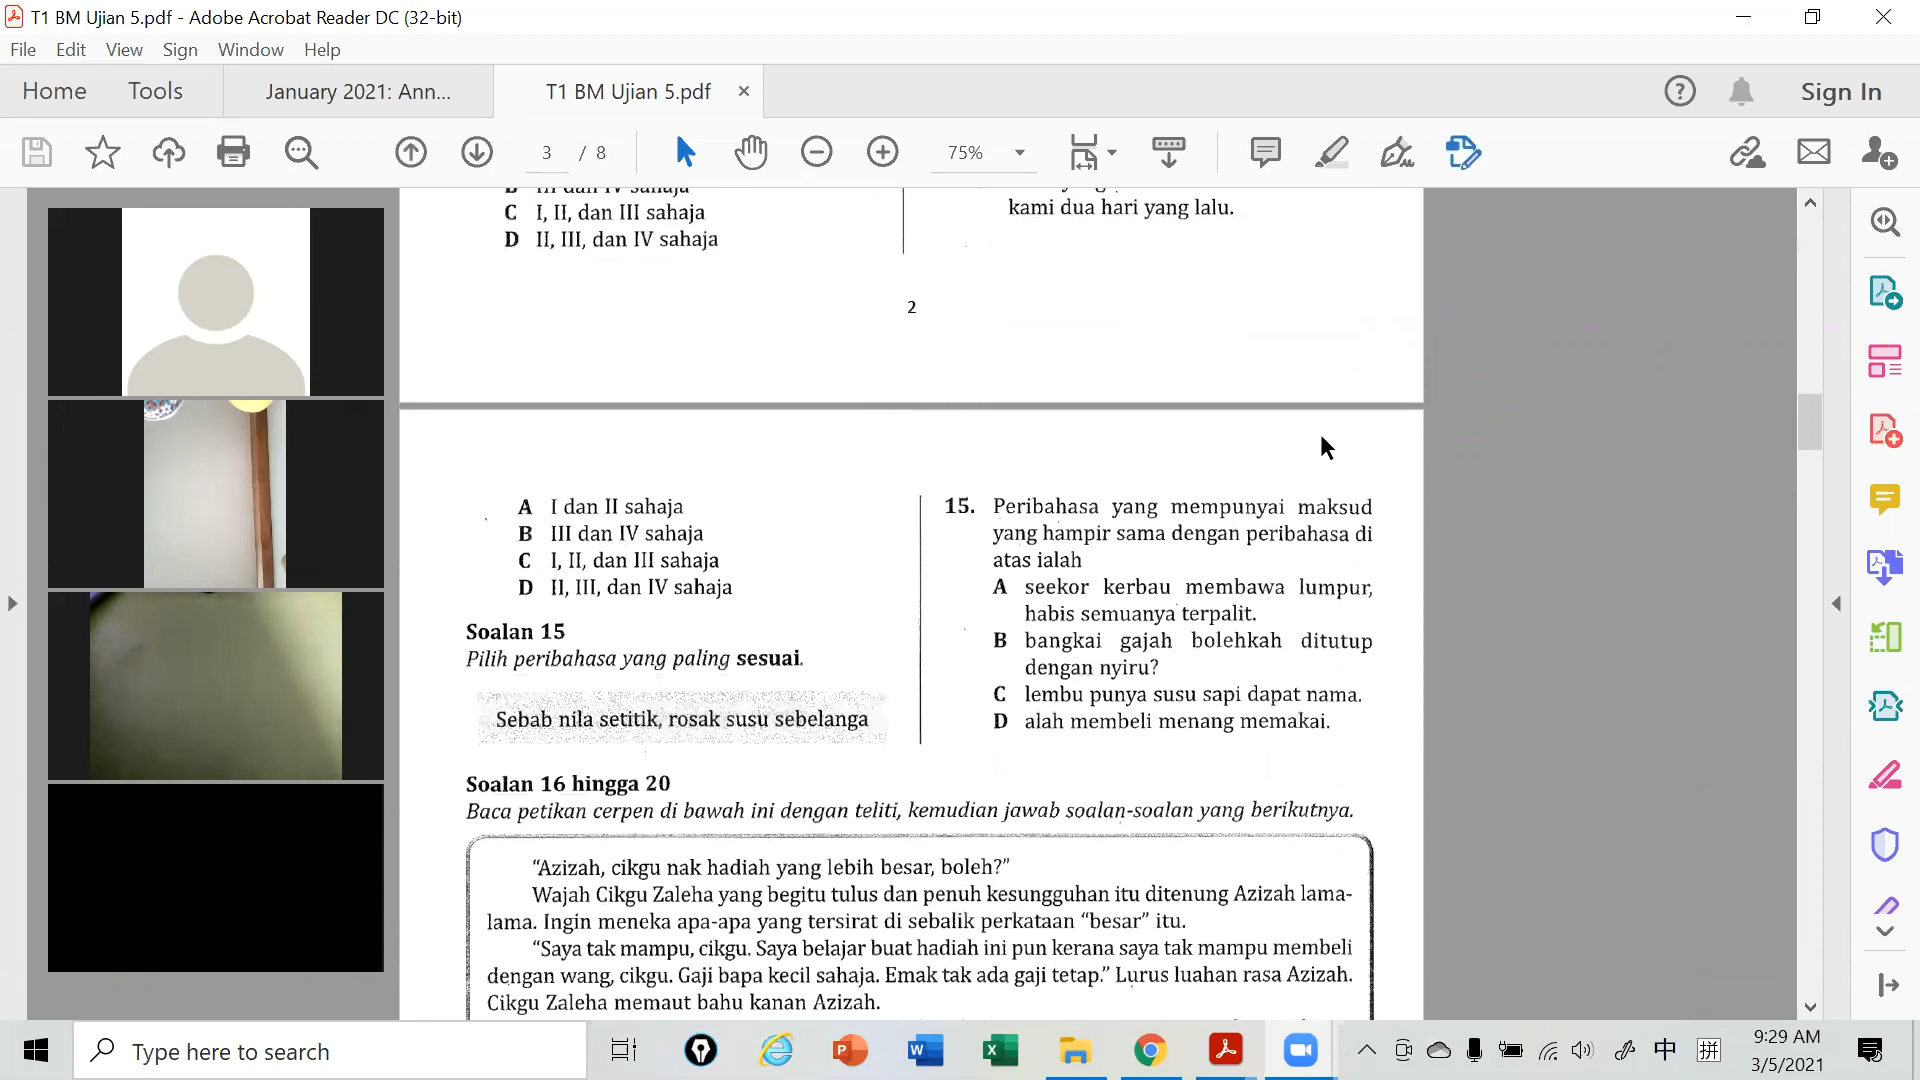 T1 BM Ujian 5.pdf - Adobe Acrobat Reader DC (32-bit)
File Edit View Sign Window Help
Home Tools January 2021: Ann... T1 BM Ujian 5.pdf Sign In
3 / 8 75%
III dan IV sahaja
C I, II, dan III sahaja
D II, III, dan IV sahaja
kami dua hari yang lalu.
2
A I dan II sahaja
B III dan IV sahaja
C I, II, dan III sahaja
D II, III, dan IV sahaja
Soalan 15
Pilih peribahasa yang paling sesuai.
Sebab nila setitik, rosak susu sebelanga
15. Peribahasa yang mempunyai maksud
yang hampir sama dengan peribahasa di
atas ialah
A seekor kerbau membawa lumpur,
habis semuanya terpalit.
B bangkai gajah bolehkah ditutup
dengan nyiru?
C lembu punya susu sapi dapat nama.
D alah membeli menang memakai.
Soalan 16 hingga 20
Baca petikan cerpen di bawah ini dengan teliti, kemudian jawab soalan-soalan yang berikutnya.
“Azizah, cikgu nak hadiah yang lebih besar, boleh?”
Wajah Cikgu Zaleha yang begitu tulus dan penuh kesungguhan itu ditenung Azizah lama-
lama. Ingin meneka apa-apa yang tersirat di sebalik perkataan “besar” itu.
“Saya tak mampu, cikgu. Saya belajar buat hadiah ini pun kerana saya tak mampu membeli
dengan wang, cikgu. Gaji bapa kecil sahaja. Emak tak ada gaji tetap.” Lurus luahan rasa Azizah.
Cikgu Zaleha memaut bahu kanan Azizah.
Type here to search
中 拼
9:29 AM
3/5/2021